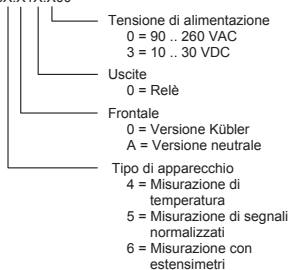 Tensione di alimentazione
0 = 90 .. 260 VAC
3 = 10 .. 30 VDC
Uscite
0 = Relè
Frontale
0 = Versione Kübler
A = Versione neutrale
Tipo di apparecchio
4 = Misurazione di
temperatura
5 = Misurazione di segnali
normalizzati
6 = Misurazione con
estensimetri